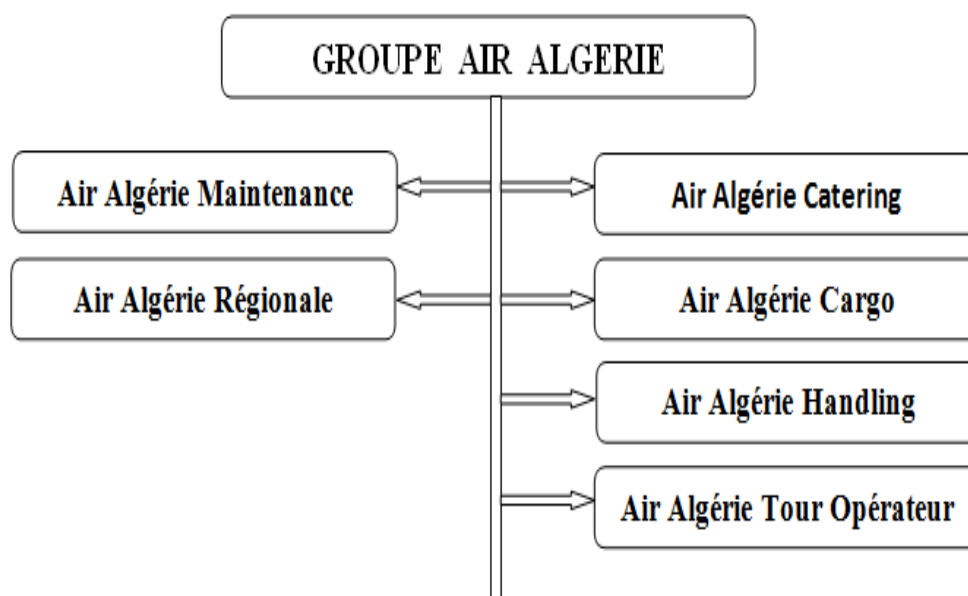 GROUPE AIR ALGERIE
Air Algérie Maintenance
Air Algérie Catering
Air Algérie Régionale
Air Algérie Cargo
Air Algérie Handling
Air Algérie Tour Opérateur